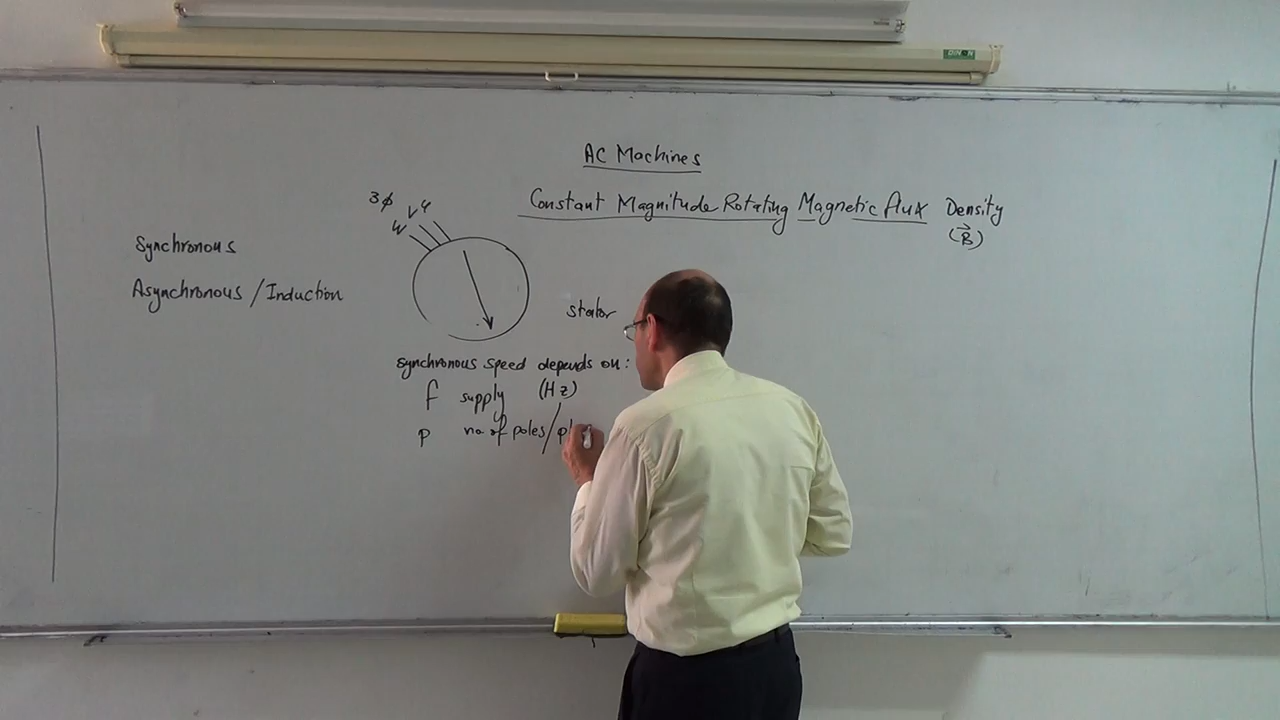 AC Machines
Constant Magnitude Rotating Magnetic flux Density
(B)
3φ
W V U
Synchronous
Asynchronous / Induction
stator
synchronous speed depends on:
f supply (Hz)
p no. of poles /